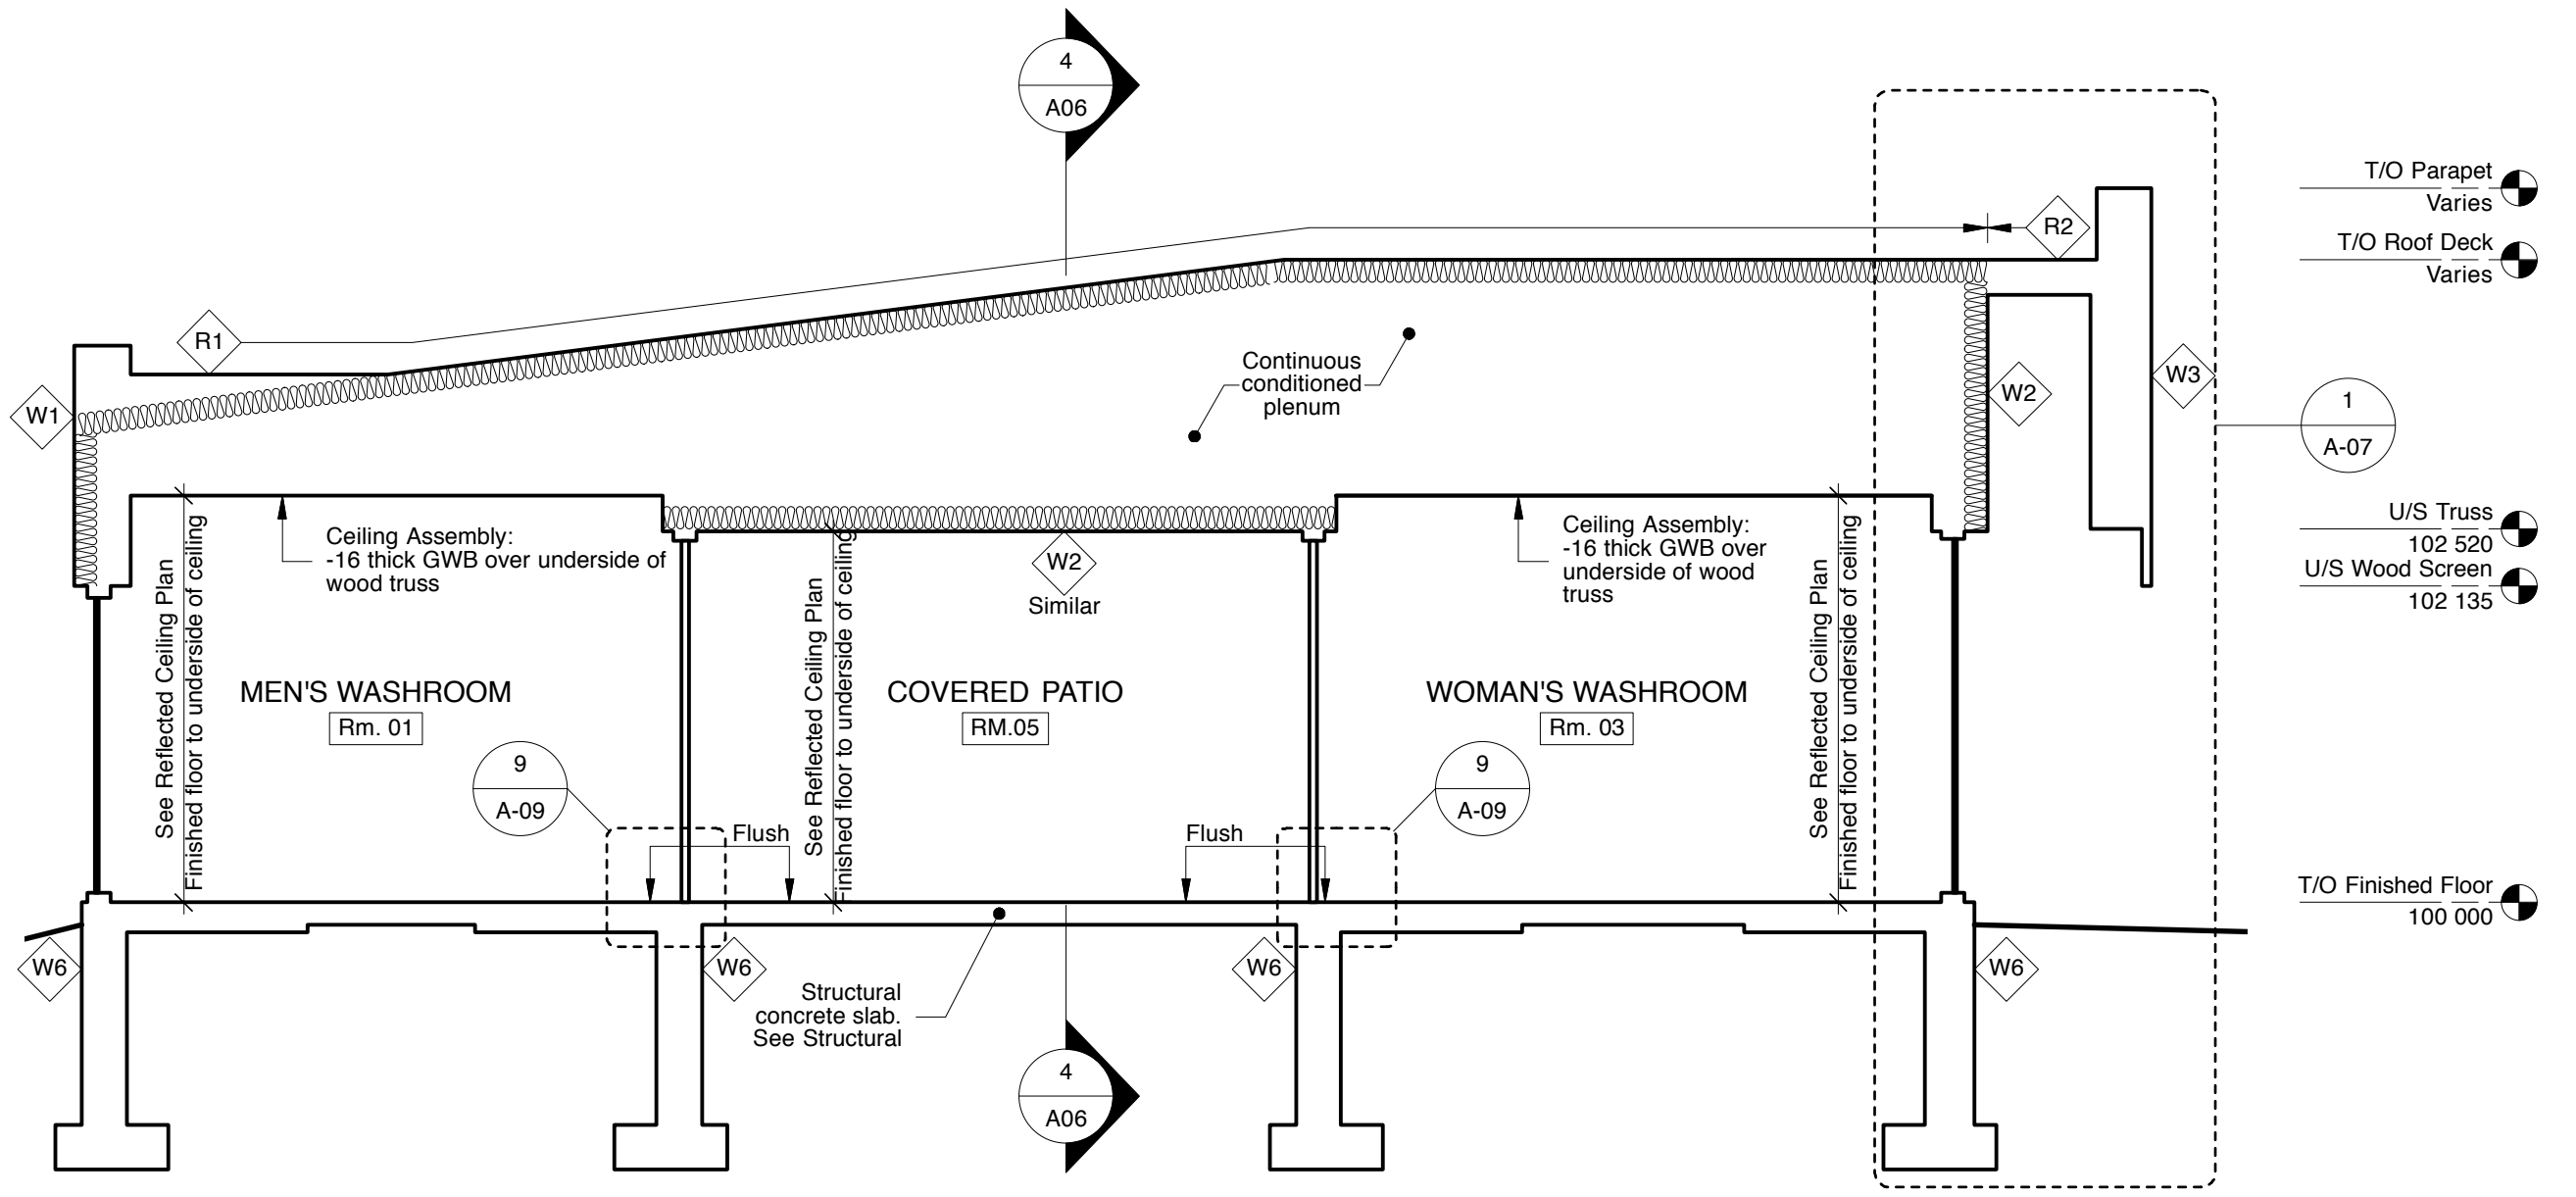 4
A06
T/O Parapet
Varies
R2
T/O Roof Deck
Varies
R1
Continuous
conditioned
plenum
W1
W2
W3
1
A-07
Ceiling Assembly:
-16 thick GWB over underside of
wood truss
W2
Similar
Ceiling Assembly:
-16 thick GWB over
underside of wood
truss
U/S Truss
102 520
U/S Wood Screen
102 135
See Reflected Ceiling Plan
Finished floor to underside of ceiling
MEN'S WASHROOM
Rm. 01
See Reflected Ceiling Plan
Finished floor to underside of ceiling
COVERED PATIO
RM.05
WOMAN'S WASHROOM
Rm. 03
See Reflected Ceiling Plan
Finished floor to underside of ceiling
9
A-09
9
A-09
Flush
Flush
T/O Finished Floor
100 000
W6
W6
W6
W6
Structural
concrete slab.
See Structural
4
A06